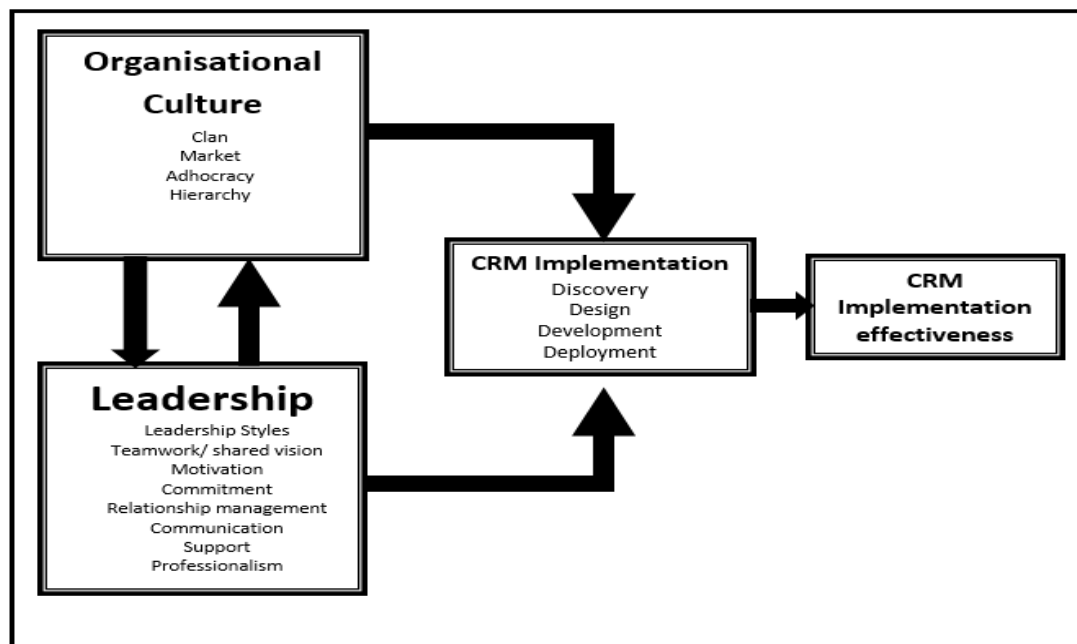 Organisational
Culture
Clan
Market
Adhocracy
Hierarchy
Leadership
Leadership Styles
Teamwork/ shared vision
Motivation
Commitment
Relationship management
Communication
Support
Professionalism
CRM Implementation
Discovery
Design
Development
Deployment
CRM
Implementation
effectiveness